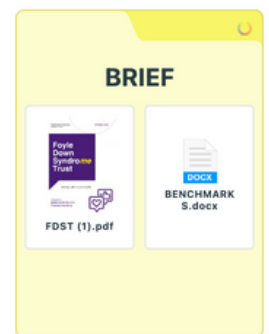 BRIEF
Foyle
Down
Syndrome
Trust
DOCX
BENCHMARK
S.docx
FDST (1).pdf